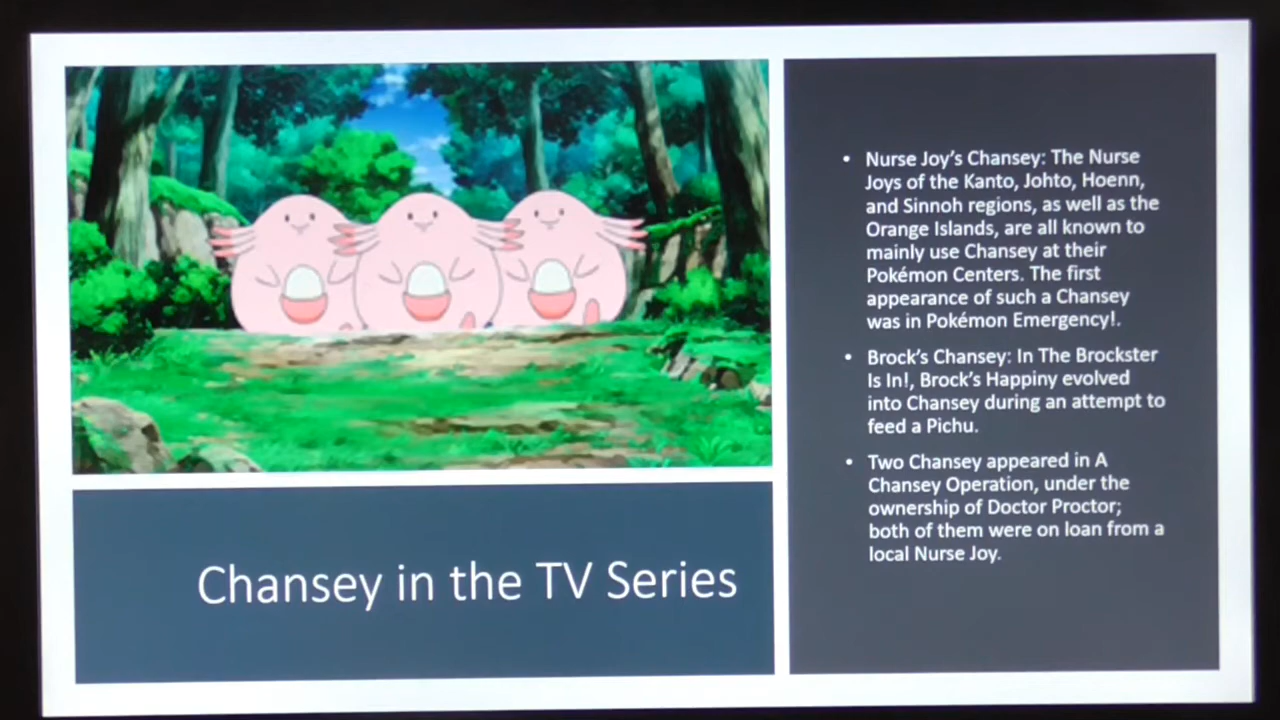 • Nurse Joy's Chansey: The Nurse
Joys of the Kanto, Johto, Hoenn,
and Sinnoh regions, as well as the
Orange Islands, are all known to
mainly use Chansey at their
Pokémon Centers. The first
appearance of such a Chansey
was in Pokémon Emergency!.
• Brock's Chansey: In The Brockster
Is In!, Brock's Happiny evolved
into Chansey during an attempt to
feed a Pichu.
• Two Chansey appeared in A
Chansey Operation, under the
ownership of Doctor Proctor;
both of them were on loan from a
local Nurse Joy.
Chansey in the TV Series